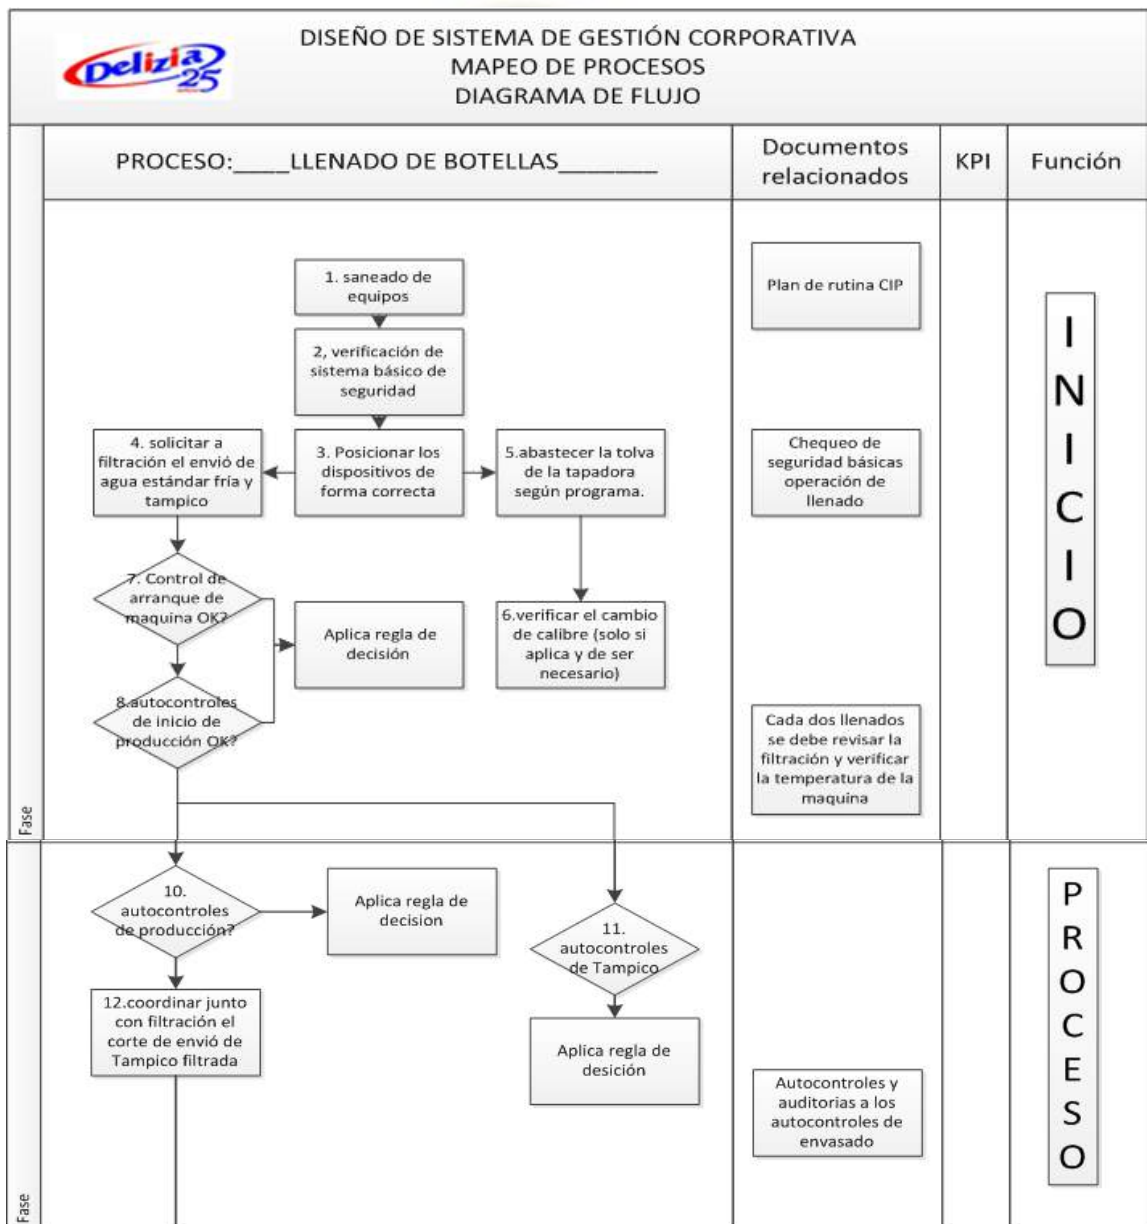 Delizia
25
DISEÑO DE SISTEMA DE GESTIÓN CORPORATIVA
MAPEO DE PROCESOS
DIAGRAMA DE FLUJO
PROCESO:____LLENADO DE BOTELLAS_______
Documentos
relacionados
KPI
Función
1. saneado de
equipos
Plan de rutina CIP
2, verificación de
sistema básico de
seguridad
4. solicitar a
filtración el envió de
agua estándar fría y
tampico
3. Posicionar los
dispositivos de
forma correcta
5.abastecer la tolva
de la tapadora
según programa.
Chequeo de
seguridad básicas
operación de
llenado
I
N
I
C
I
O
7. Control de
arranque de
maquina OK?
Aplica regla de
decisión
6.verificar el cambio
de calibre (solo si
aplica y de ser
necesario)
8.autocontroles
de inicio de
producción OK?
Cada dos llenados
se debe revisar la
filtración y verificar
la temperatura de la
maquina
Fase
10.
autocontroles
de producción?
Aplica regla de
decision
11.
autocontroles
de Tampico
P
R
O
C
E
S
O
12.coordinar junto
con filtración el
corte de envió de
Tampico filtrada
Aplica regla de
desición
Autocontroles y
auditorias a los
autocontroles de
envasado
Fase